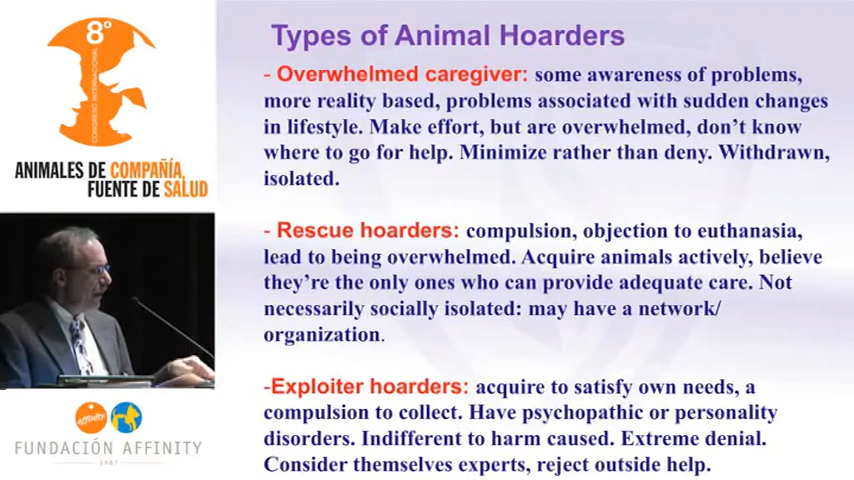 8º
CONGRESO INTERNACIONAL
ANIMALES DE COMPAÑÍA,
FUENTE DE SALUD
affinity
FUNDACIÓN AFFINITY
1987
Types of Animal Hoarders
- Overwhelmed caregiver: some awareness of problems,
more reality based, problems associated with sudden changes
in lifestyle. Make effort, but are overwhelmed, don't know
where to go for help. Minimize rather than deny. Withdrawn,
isolated.
- Rescue hoarders: compulsion, objection to euthanasia,
lead to being overwhelmed. Acquire animals actively, believe
they're the only ones who can provide adequate care. Not
necessarily socially isolated: may have a network/
organization.
-Exploiter hoarders: acquire to satisfy own needs, a
compulsion to collect. Have psychopathic or personality
disorders. Indifferent to harm caused. Extreme denial.
Consider themselves experts, reject outside help.